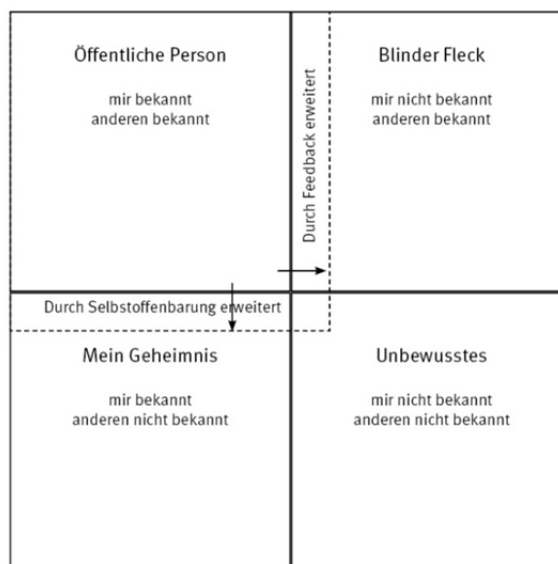 Öffentliche Person
mir bekannt
anderen bekannt
Durch Feedback erweitert
Blinder Fleck
mir nicht bekannt
anderen bekannt
Durch Selbstoffenbarung erweitert
Mein Geheimnis
mir bekannt
anderen nicht bekannt
Unbewusstes
mir nicht bekannt
anderen nicht bekannt